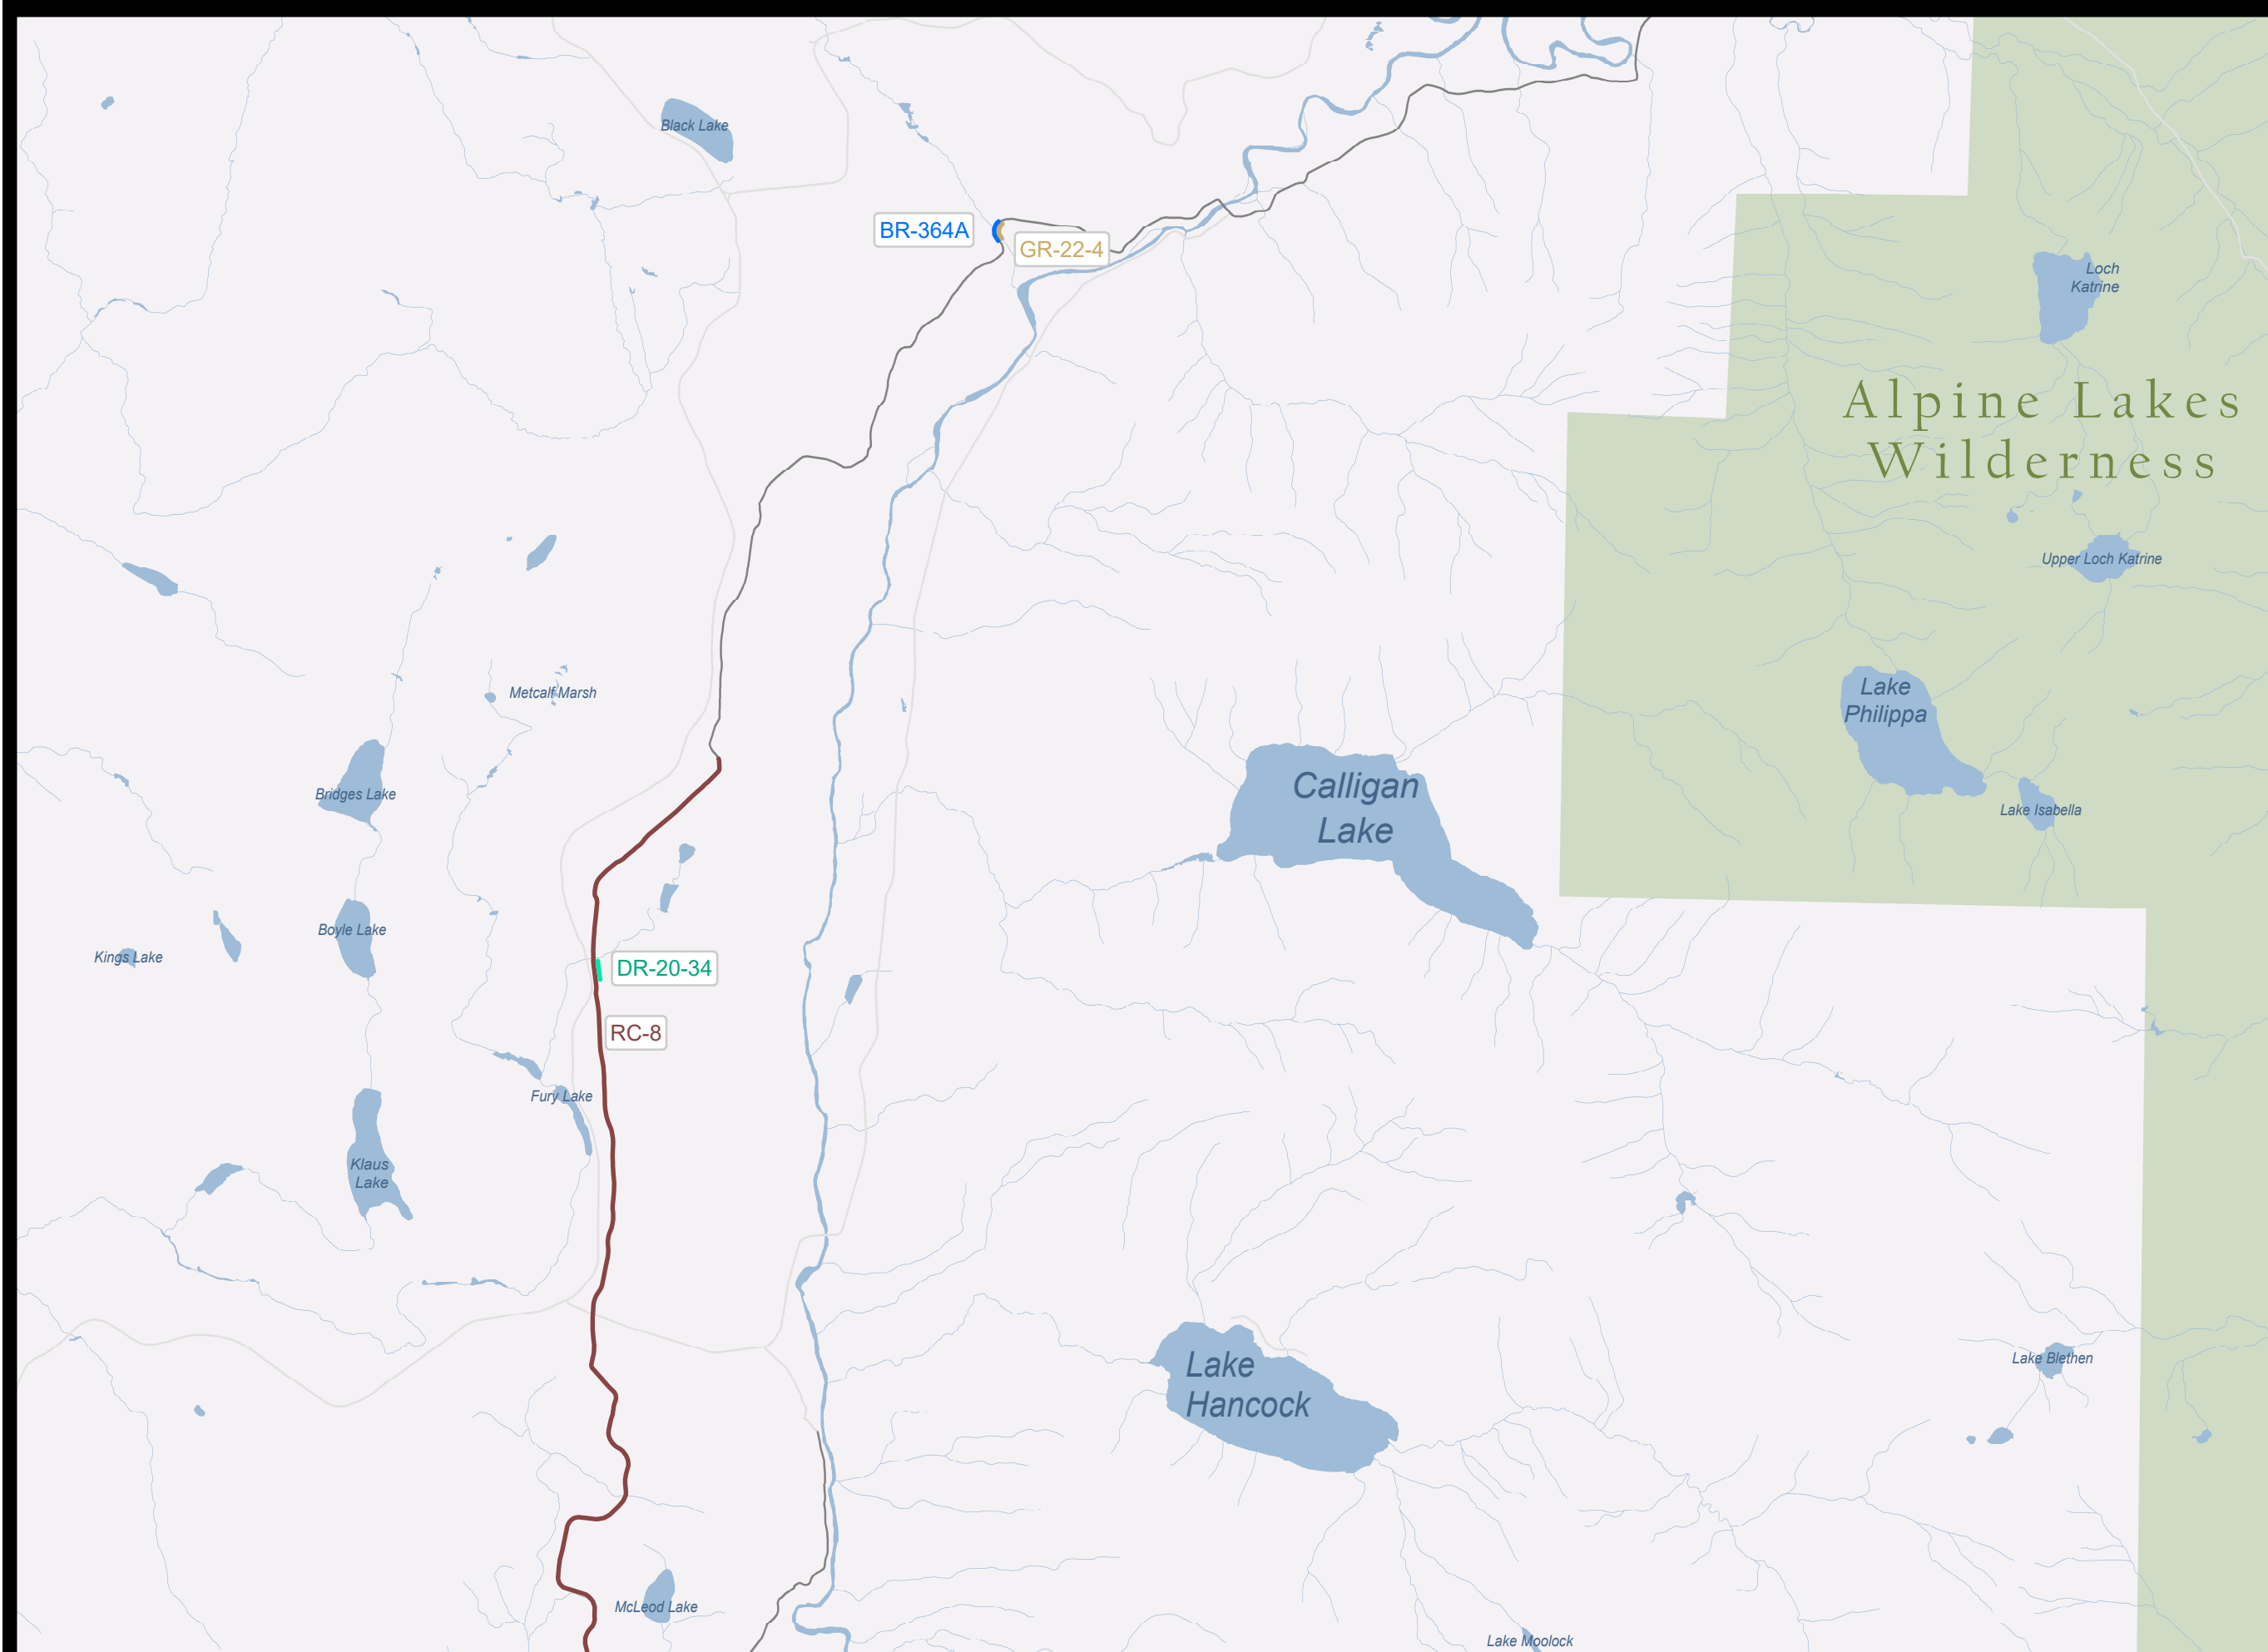 Black Lake
BR-364A
GR-22-4
Loch
Katrine
Alpine Lakes
Wilderness
Upper Loch Katrine
Metcalf Marsh
Lake
Philippa
Calligan
Lake
Bridges Lake
Lake Isabella
Boyle Lake
Kings Lake
DR-20-34
RC-8
Fury Lake
Klaus
Lake
Lake
Hancock
Lake Blethen
McLeod Lake
Lake Moolock